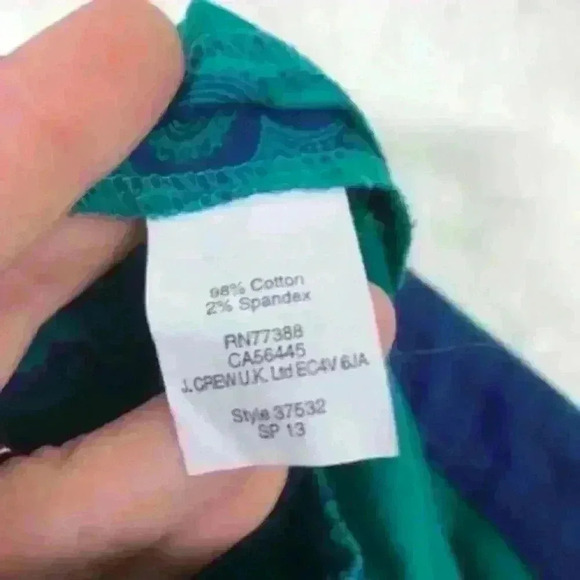 98% Cotton
2% Spandex
RN77388
CA56445
J. CREW U.K. Ltd EC4V 6JA
Style 37532
SP 13